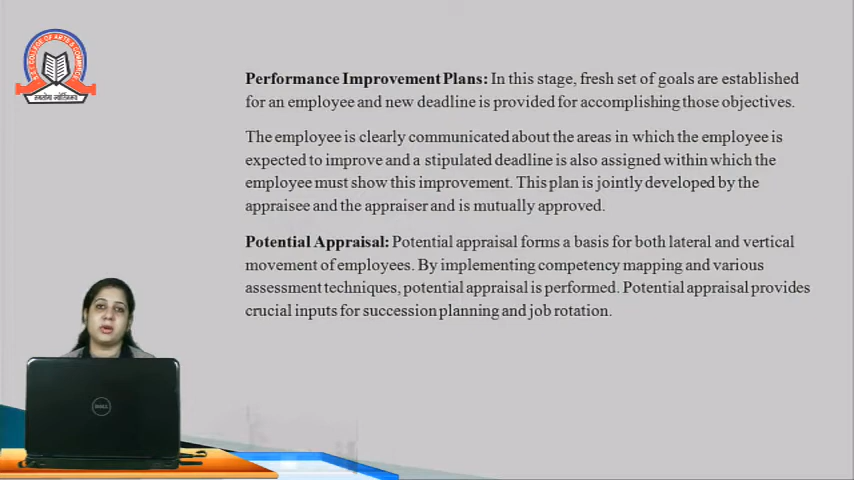 S.S.Y COLLEGE OF ARTS & COMMERCE
Performance Improvement Plans: In this stage, fresh set of goals are established
for an employee and new deadline is provided for accomplishing those objectives.
The employee is clearly communicated about the areas in which the employee is
expected to improve and a stipulated deadline is also assigned within which the
employee must show this improvement. This plan is jointly developed by the
appraisee and the appraiser and is mutually approved.
Potential Appraisal: Potential appraisal forms a basis for both lateral and vertical
movement of employees. By implementing competency mapping and various
assessment techniques, potential appraisal is performed. Potential appraisal provides
crucial inputs for succession planning and job rotation.
DELL